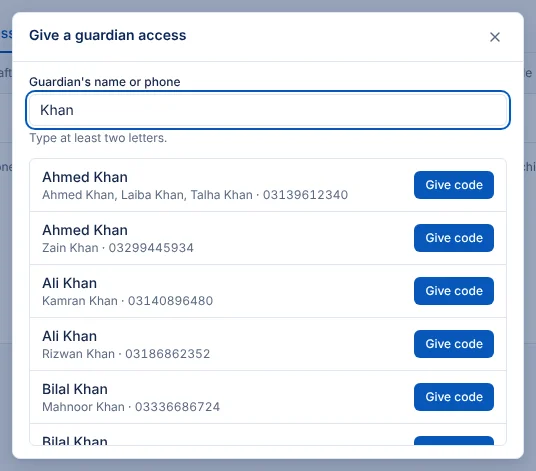 Give a guardian access
Guardian's name or phone
Khan
Type at least two letters.
Ahmed Khan
Ahmed Khan, Laiba Khan, Talha Khan · 03139612340
Give code
Ahmed Khan
Zain Khan · 03299445934
Give code
Ali Khan
Kamran Khan · 03140896480
Give code
Ali Khan
Rizwan Khan · 03186862352
Give code
Bilal Khan
Mahnoor Khan · 03336686724
Give code
Bilal Khan